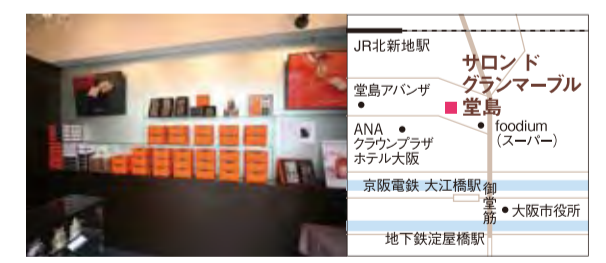 JR北新地駅
サロン ド
グランマーブル
堂島
堂島アバンザ
ANA
クラウンプラザ
ホテル大阪
foodium
(スーパー)
京阪電鉄 大江橋駅
御堂筋
大阪市役所
地下鉄淀屋橋駅